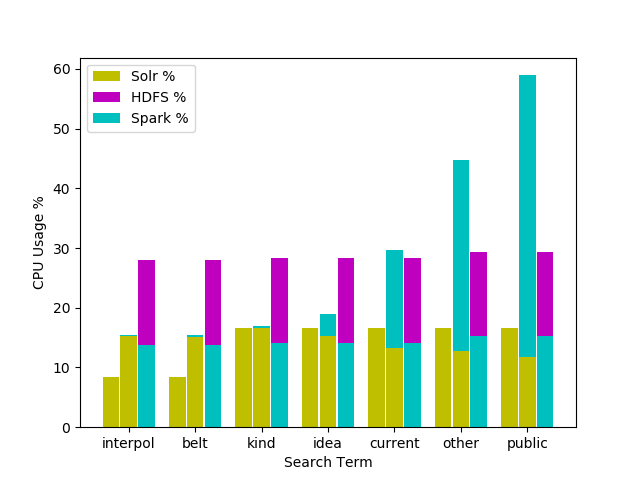 Solr %
HDFS %
Spark %
CPU Usage %
60
50
40
30
20
10
0
interpol belt kind idea current other public
Search Term